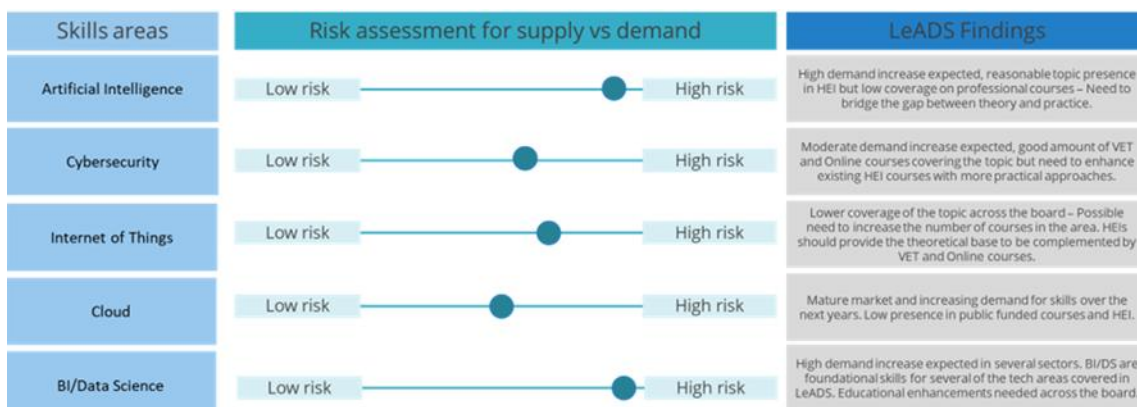 Skills areas
Risk assessment for supply vs demand
LeADS Findings
Artificial Intelligence
Low risk
High risk
High demand increase expected, reasonable topic presence
in HEI but low coverage on professional courses – Need to
bridge the gap between theory and practice.
Cybersecurity
Low risk
High risk
Moderate demand increase expected, good amount of VET
and Online courses covering the topic but need to enhance
existing HEI courses with more practical approaches.
Internet of Things
Low risk
High risk
Lower coverage of the topic across the board – Possible
need to increase the number of courses in the area. HEIs
should provide the theoretical base to be complemented by
VET and Online courses.
Cloud
Low risk
High risk
Mature market and increasing demand for skills over the
next years. Low presence in public funded courses and HEI.
BI/Data Science
Low risk
High risk
High demand increase expected in several sectors. BI/DS are
foundational skills for several of the tech areas covered in
LeADS. Educational enhancements needed across the board